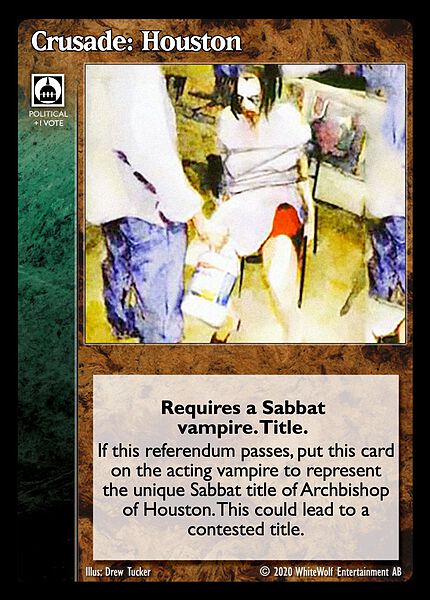 Crusade: Houston
POLITICAL
+1 VOTE
Requires a Sabbat
vampire. Title.
If this referendum passes, put this card
on the acting vampire to represent
the unique Sabbat title of Archbishop
of Houston. This could lead to a
contested title.
Illus: Drew Tucker © 2020 WhiteWolf Entertainment AB